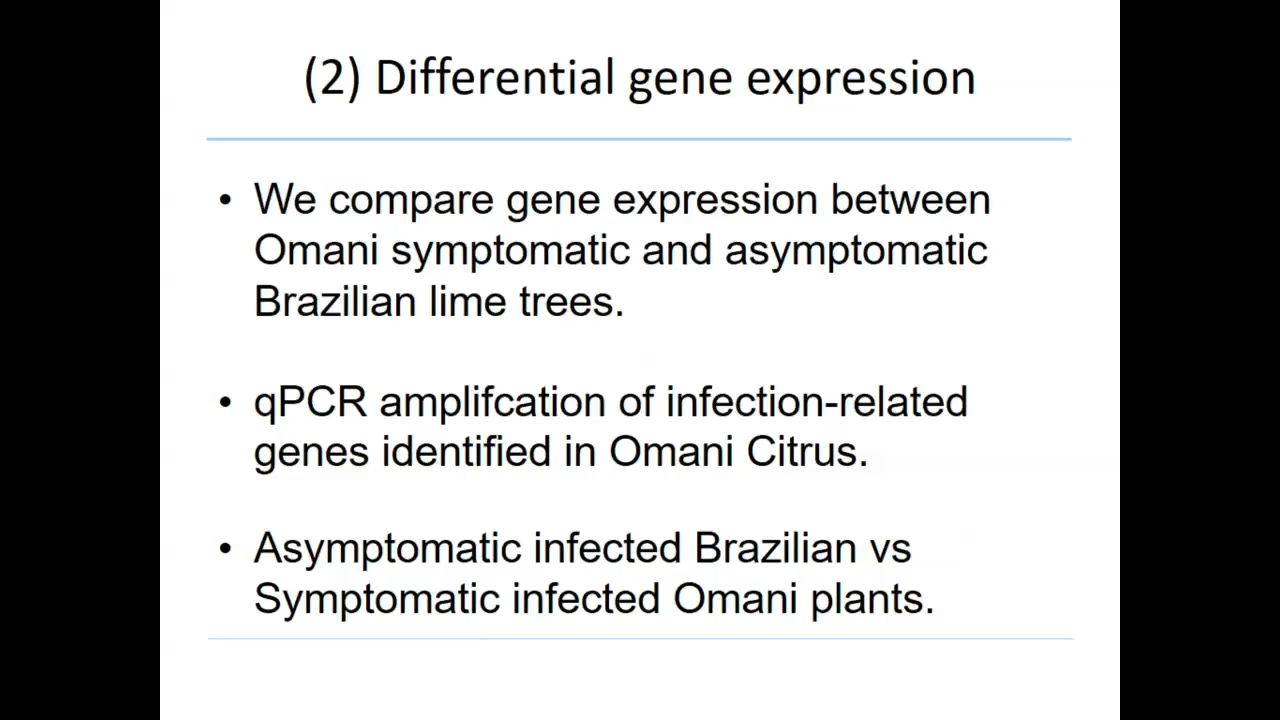 (2) Differential gene expression
• We compare gene expression between
Omani symptomatic and asymptomatic
Brazilian lime trees.
• qPCR amplifcation of infection-related
genes identified in Omani Citrus.
• Asymptomatic infected Brazilian vs
Symptomatic infected Omani plants.